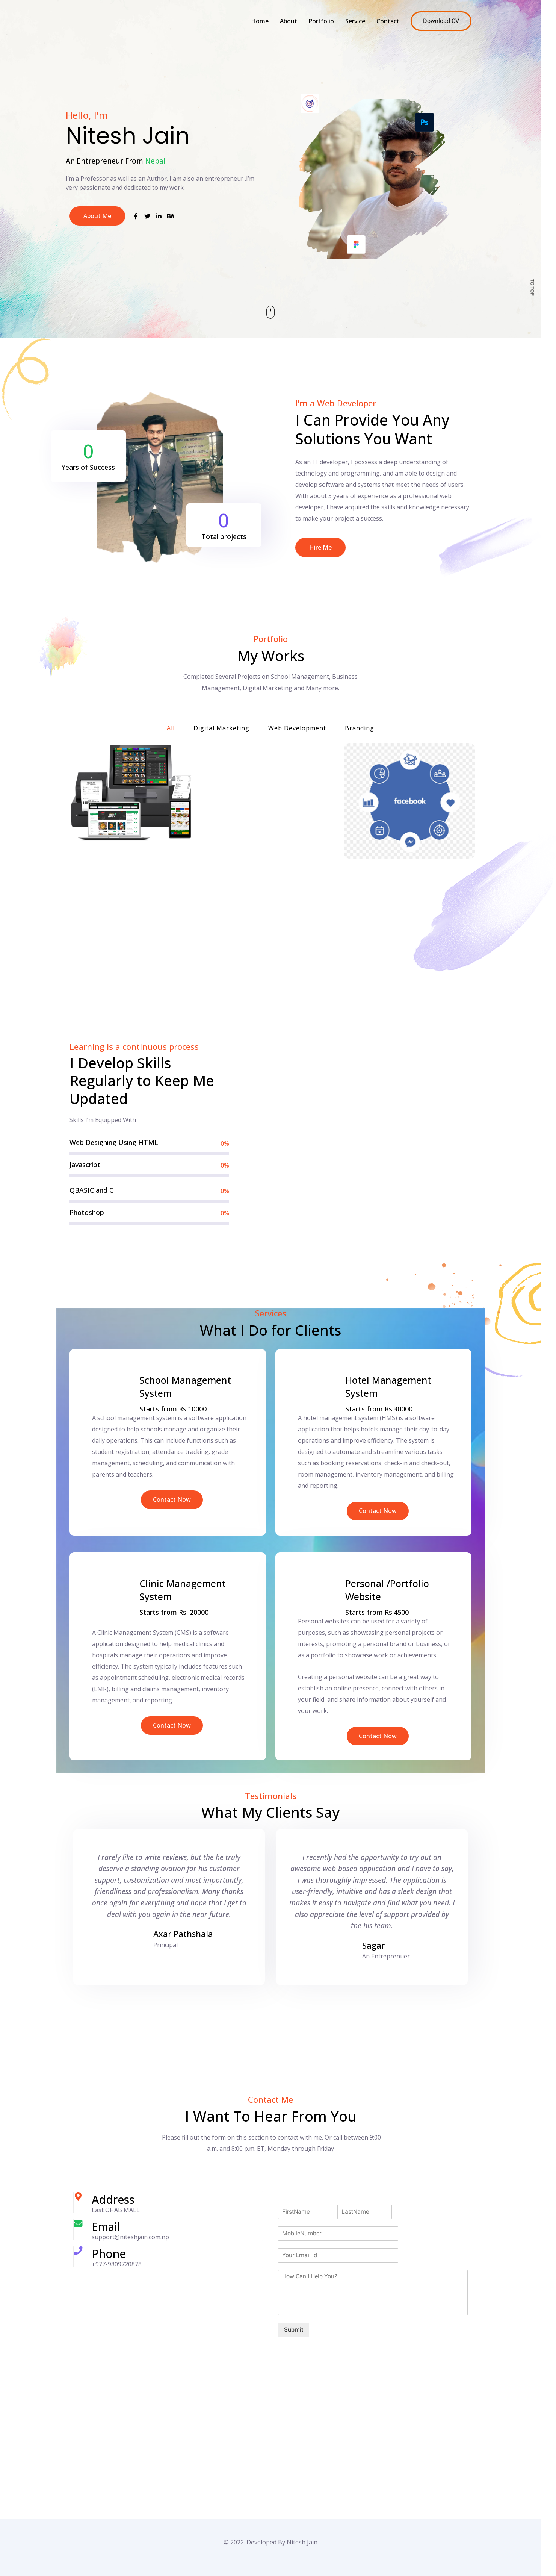 Home About Portfolio Service Contact Download CV
Hello, I'm
Nitesh Jain
An Entrepreneur From Nepal
I'm a Professor as well as an Author. I am also an entrepreneur .I'm
very passionate and dedicated to my work.
About Me
Ps
TO TOP
I'm a Web-Developer
I Can Provide You Any
Solutions You Want
As an IT developer, I possess a deep understanding of
technology and programming, and am able to design and
develop software and systems that meet the needs of users.
With about 5 years of experience as a professional web
developer, I have acquired the skills and knowledge necessary
to make your project a success.
Hire Me
0
Years of Success
0
Total projects
Portfolio
My Works
Completed Several Projects on School Management, Business
Management, Digital Marketing and Many more.
All Digital Marketing Web Development Branding
facebook
Learning is a continuous process
I Develop Skills
Regularly to Keep Me
Updated
Skills I'm Equipped With
Web Designing Using HTML 0%
Javascript 0%
QBASIC and C 0%
Photoshop 0%
Services
What I Do for Clients
School Management
System
Starts from Rs.10000
A school management system is a software application
designed to help schools manage and organize their
daily operations. This can include functions such as
student registration, attendance tracking, grade
management, scheduling, and communication with
parents and teachers.
Contact Now
Hotel Management
System
Starts from Rs.30000
A hotel management system (HMS) is a software
application that helps hotels manage their day-to-day
operations and improve efficiency. The system is
designed to automate and streamline various tasks
such as booking reservations, check-in and check-out,
room management, inventory management, and billing
and reporting.
Contact Now
Clinic Management
System
Starts from Rs. 20000
A Clinic Management System (CMS) is a software
application designed to help medical clinics and
hospitals manage their operations and improve
efficiency. The system typically includes features such
as appointment scheduling, electronic medical records
(EMR), billing and claims management, inventory
management, and reporting.
Contact Now
Personal /Portfolio
Website
Starts from Rs.4500
Personal websites can be used for a variety of
purposes, such as showcasing personal projects or
interests, promoting a personal brand or business, or
as a portfolio to showcase work or achievements.
Creating a personal website can be a great way to
establish an online presence, connect with others in
your field, and share information about yourself and
your work.
Contact Now
Testimonials
What My Clients Say
I rarely like to write reviews, but the he truly
deserve a standing ovation for his customer
support, customization and most importantly,
friendliness and professionalism. Many thanks
once again for everything and hope that I get to
deal with you again in the near future.
Axar Pathshala
Principal
I recently had the opportunity to try out an
awesome web-based application and I have to say,
I was thoroughly impressed. The application is
user-friendly, intuitive and has a sleek design that
makes it easy to navigate and find what you need. I
also appreciate the level of support provided by
the his team.
Sagar
An Entreprenuer
Contact Me
I Want To Hear From You
Please fill out the form on this section to contact with me. Or call between 9:00
a.m. and 8:00 p.m. ET, Monday through Friday
Address
East OF AB MALL
Email
support@niteshjain.com.np
Phone
+977-9809720878
FirstName LastName
MobileNumber
Your Email Id
How Can I Help You?
Submit
© 2022. Developed By Nitesh Jain